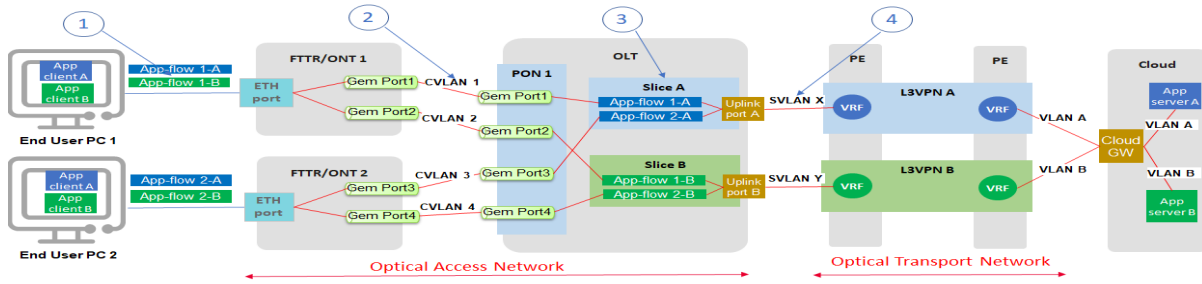 1
2
3
4
App
client A
App
client B
End User PC 1
App-flow 1-A
App-flow 1-B
App
client A
App
client B
End User PC 2
App-flow 2-A
App-flow 2-B
FTTR/ONT 1
ETH
port
Gem Port1
Gem Port2
FTTR/ONT 2
ETH
port
Gem Port3
Gem Port4
CVLAN 1
CVLAN 2
CVLAN 3
CVLAN 4
OLT
PON 1
Gem Port1
Gem Port2
Gem Port3
Gem Port4
Slice A
App-flow 1-A
App-flow 2-A
Uplink
port A
Slice B
App-flow 1-B
App-flow 2-B
Uplink
port B
SVLAN X
SVLAN Y
PE
PE
L3VPN A
VRF
VRF
L3VPN B
VRF
VRF
VLAN A
VLAN B
Cloud
GW
Cloud
App
server A
VLAN A
VLAN B
App
server B
Optical Access Network
Optical Transport Network